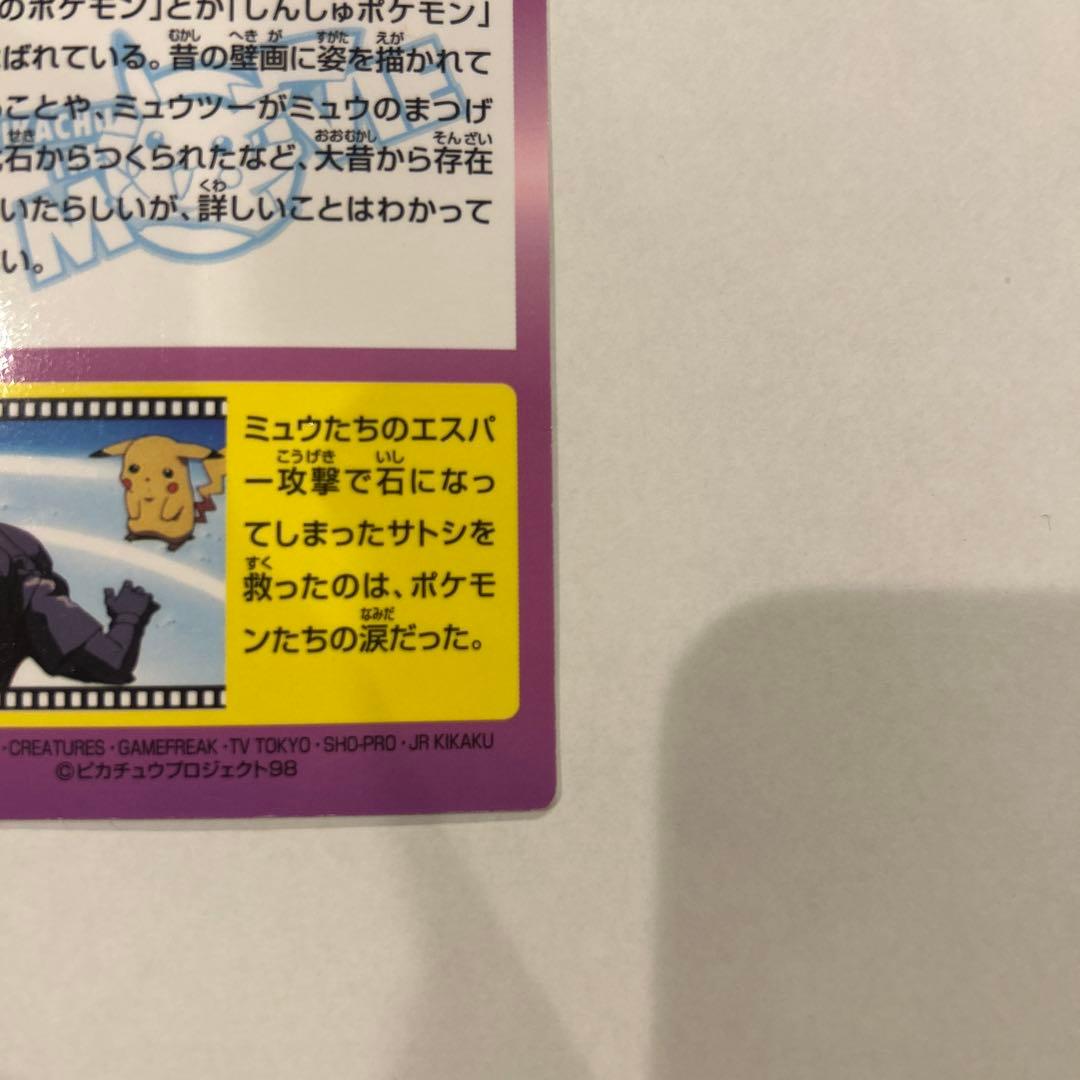 のポケモン」とか「しんしゅポケモン」
ばれている。昔の壁画に姿を描かれて
ことや、ミュウツーがミュウのまつげ
石からつくられたなど、大昔から存在
いたらしいが、詳しいことはわかって
い。
ミュウたちのエスパ
ー攻撃で石になっ
てしまったサトシを
救ったのは、ポケモ
ンたちの涙だった。
・CREATURES・GAMEFREAK・TV TOKYO・SHO-PRO・JR KIKAKU
©ピカチュウプロジェクト98